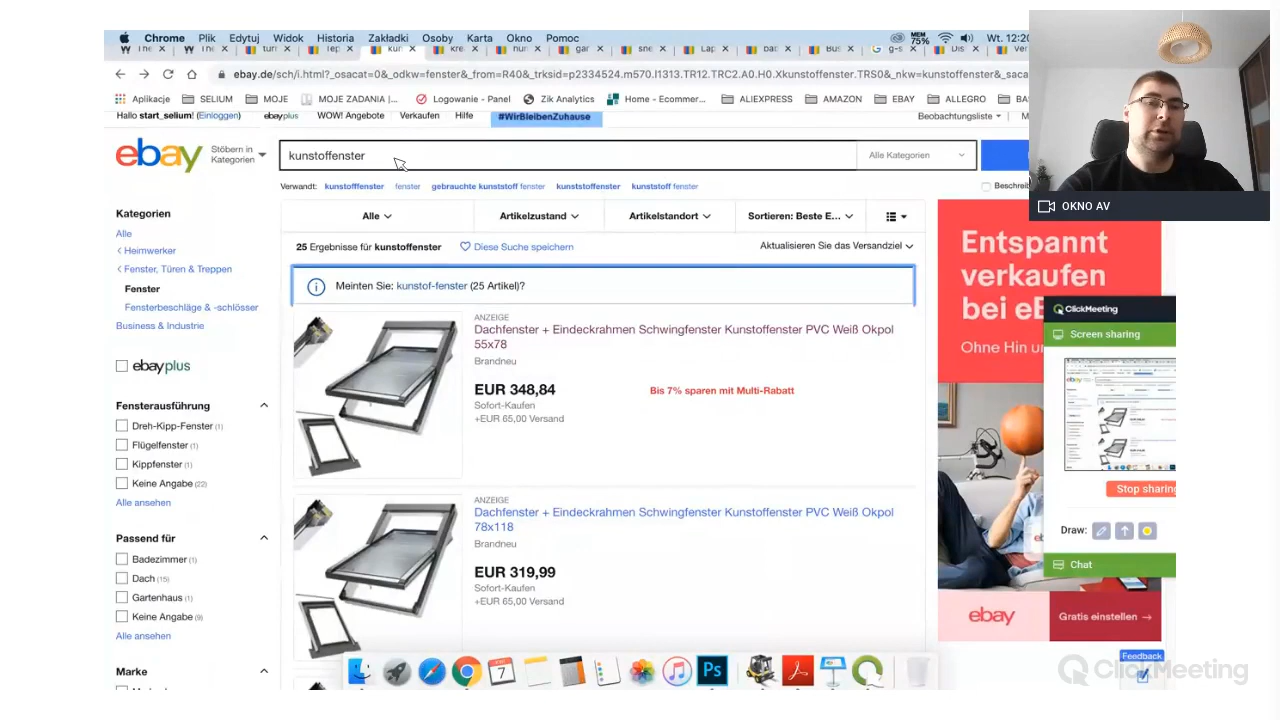 Chrome Plik Edytuj Widok Historia Zakładki Osoby Karta Okno Pomoc MEM 75% Wt. 12:20
ebay.de/sch/i.html?_osacat=0&_odkw=fenster&_from=R40&_trksid=p2334524.m570.l1313.TR12.TRC2.A0.H0.Xkunstoffenster.TRS0&_nkw=kunstoffenster&_saca
Aplikacje SELIUM MOJE MOJE ZADANIA |... Logowanie - Panel Zik Analytics Home - Ecommer... ALIEXPRESS AMAZON EBAY ALLEGRO
Hallo start_selium! (Einloggen) ebayplus WOW! Angebote Verkaufen Hilfe #WirBleibenZuhause Beobachtungsliste
ebay Stöbern in Kategorien kunstoffenster Alle Kategorien
Verwandt: kunstofffenster fenster gebrauchte kunststoff fenster kunststoffenster kunststoff fenster
OKNO AV
Kategorien
Alle
Heimwerker
Fenster, Türen & Treppen
Fenster
Fensterbeschläge & -schlösser
Business & Industrie
ebayplus
Fensterausführung
Dreh-Kipp-Fenster (1)
Flügelfenster (1)
Kippfenster (1)
Keine Angabe (22)
Alle ansehen
Passend für
Badezimmer (1)
Dach (15)
Gartenhaus (1)
Keine Angabe (9)
Alle ansehen
Marke
Alle Artikelzustand Artikelstandort Sortieren: Beste E...
25 Ergebnisse für kunstoffenster Diese Suche speichern Aktualisieren Sie das Versandziel
Meinten Sie: kunstof-fenster (25 Artikel)?
ANZEIGE
Dachfenster + Eindeckrahmen Schwingfenster Kunstoffenster PVC Weiß Okpol
55x78
Brandneu
EUR 348,84
Bis 7% sparen mit Multi-Rabatt
Sofort-Kaufen
+EUR 65,00 Versand
ANZEIGE
Dachfenster + Eindeckrahmen Schwingfenster Kunstoffenster PVC Weiß Okpol
78x118
Brandneu
EUR 319,99
Sofort-Kaufen
+EUR 65,00 Versand
Entspannt
verkaufen
bei
Ohne Hin
ebay Gratis einstellen →
ClickMeeting
Screen sharing
Stop sharing
Draw:
Chat
Feedback
7
Ps
ClickMeeting